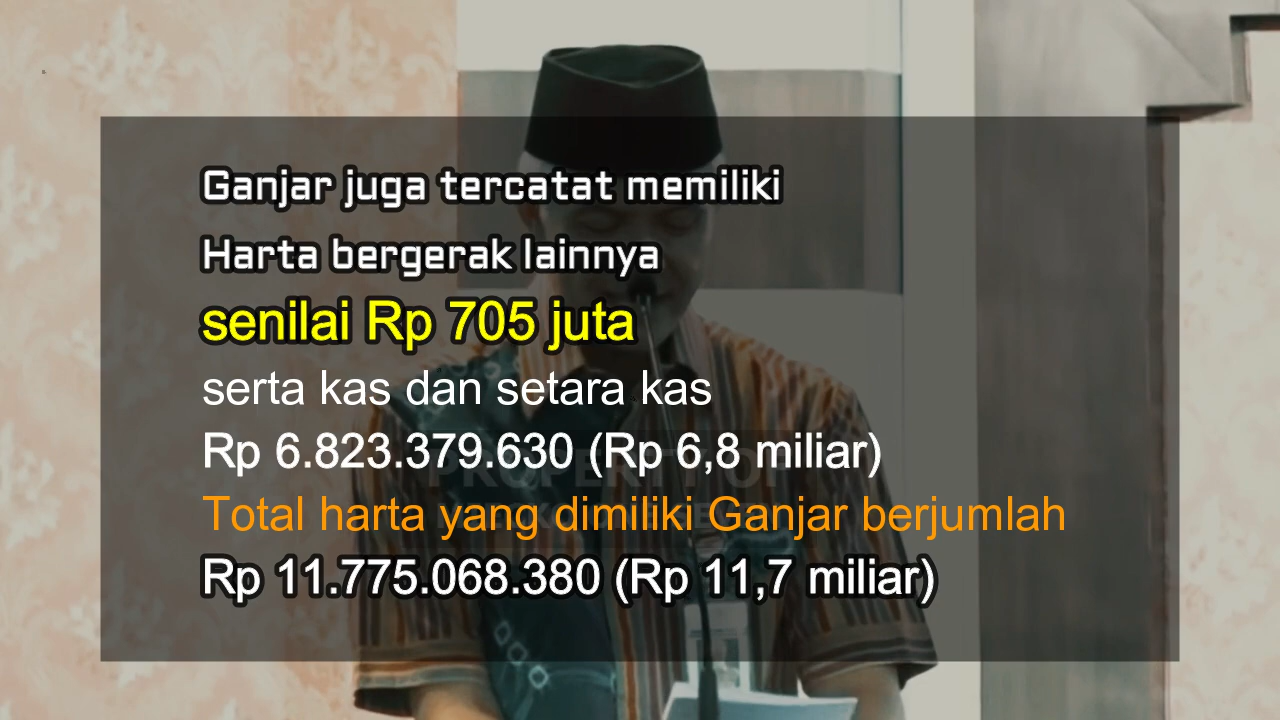 Ganjar juga tercatat memiliki
Harta bergerak lainnya
senilai Rp 705 juta
serta kas dan setara kas
Rp 6.823.379.630 (Rp 6,8 miliar)
PROPERTY OF
Total harta yang dimiliki Ganjar berjumlah
Rp 11.775.068.380 (Rp 11,7 miliar)